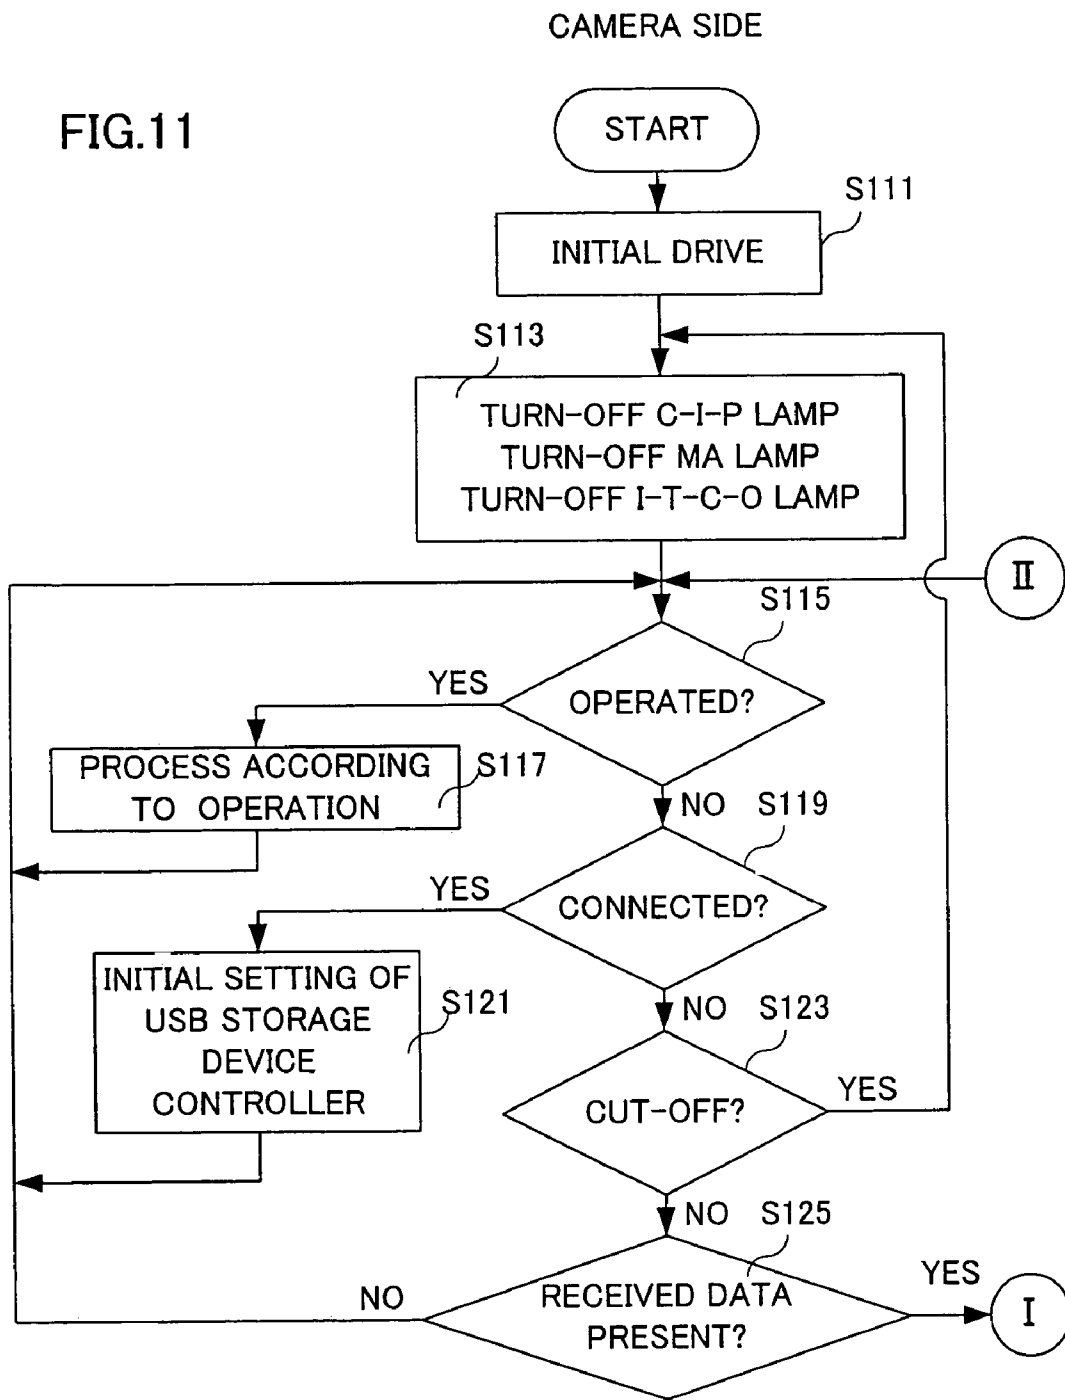 CAMERA SIDE
FIG.11
START
S111
INITIAL DRIVE
S113
TURN-OFF C-I-P LAMP
TURN-OFF MA LAMP
TURN-OFF I-T-C-O LAMP
II
S115
YES
OPERATED?
PROCESS ACCORDING
TO OPERATION
S117
NO
S119
YES
CONNECTED?
INITIAL SETTING OF
USB STORAGE
DEVICE
CONTROLLER
S121
NO
S123
CUT-OFF?
YES
NO
S125
NO
RECEIVED DATA
PRESENT?
YES
I